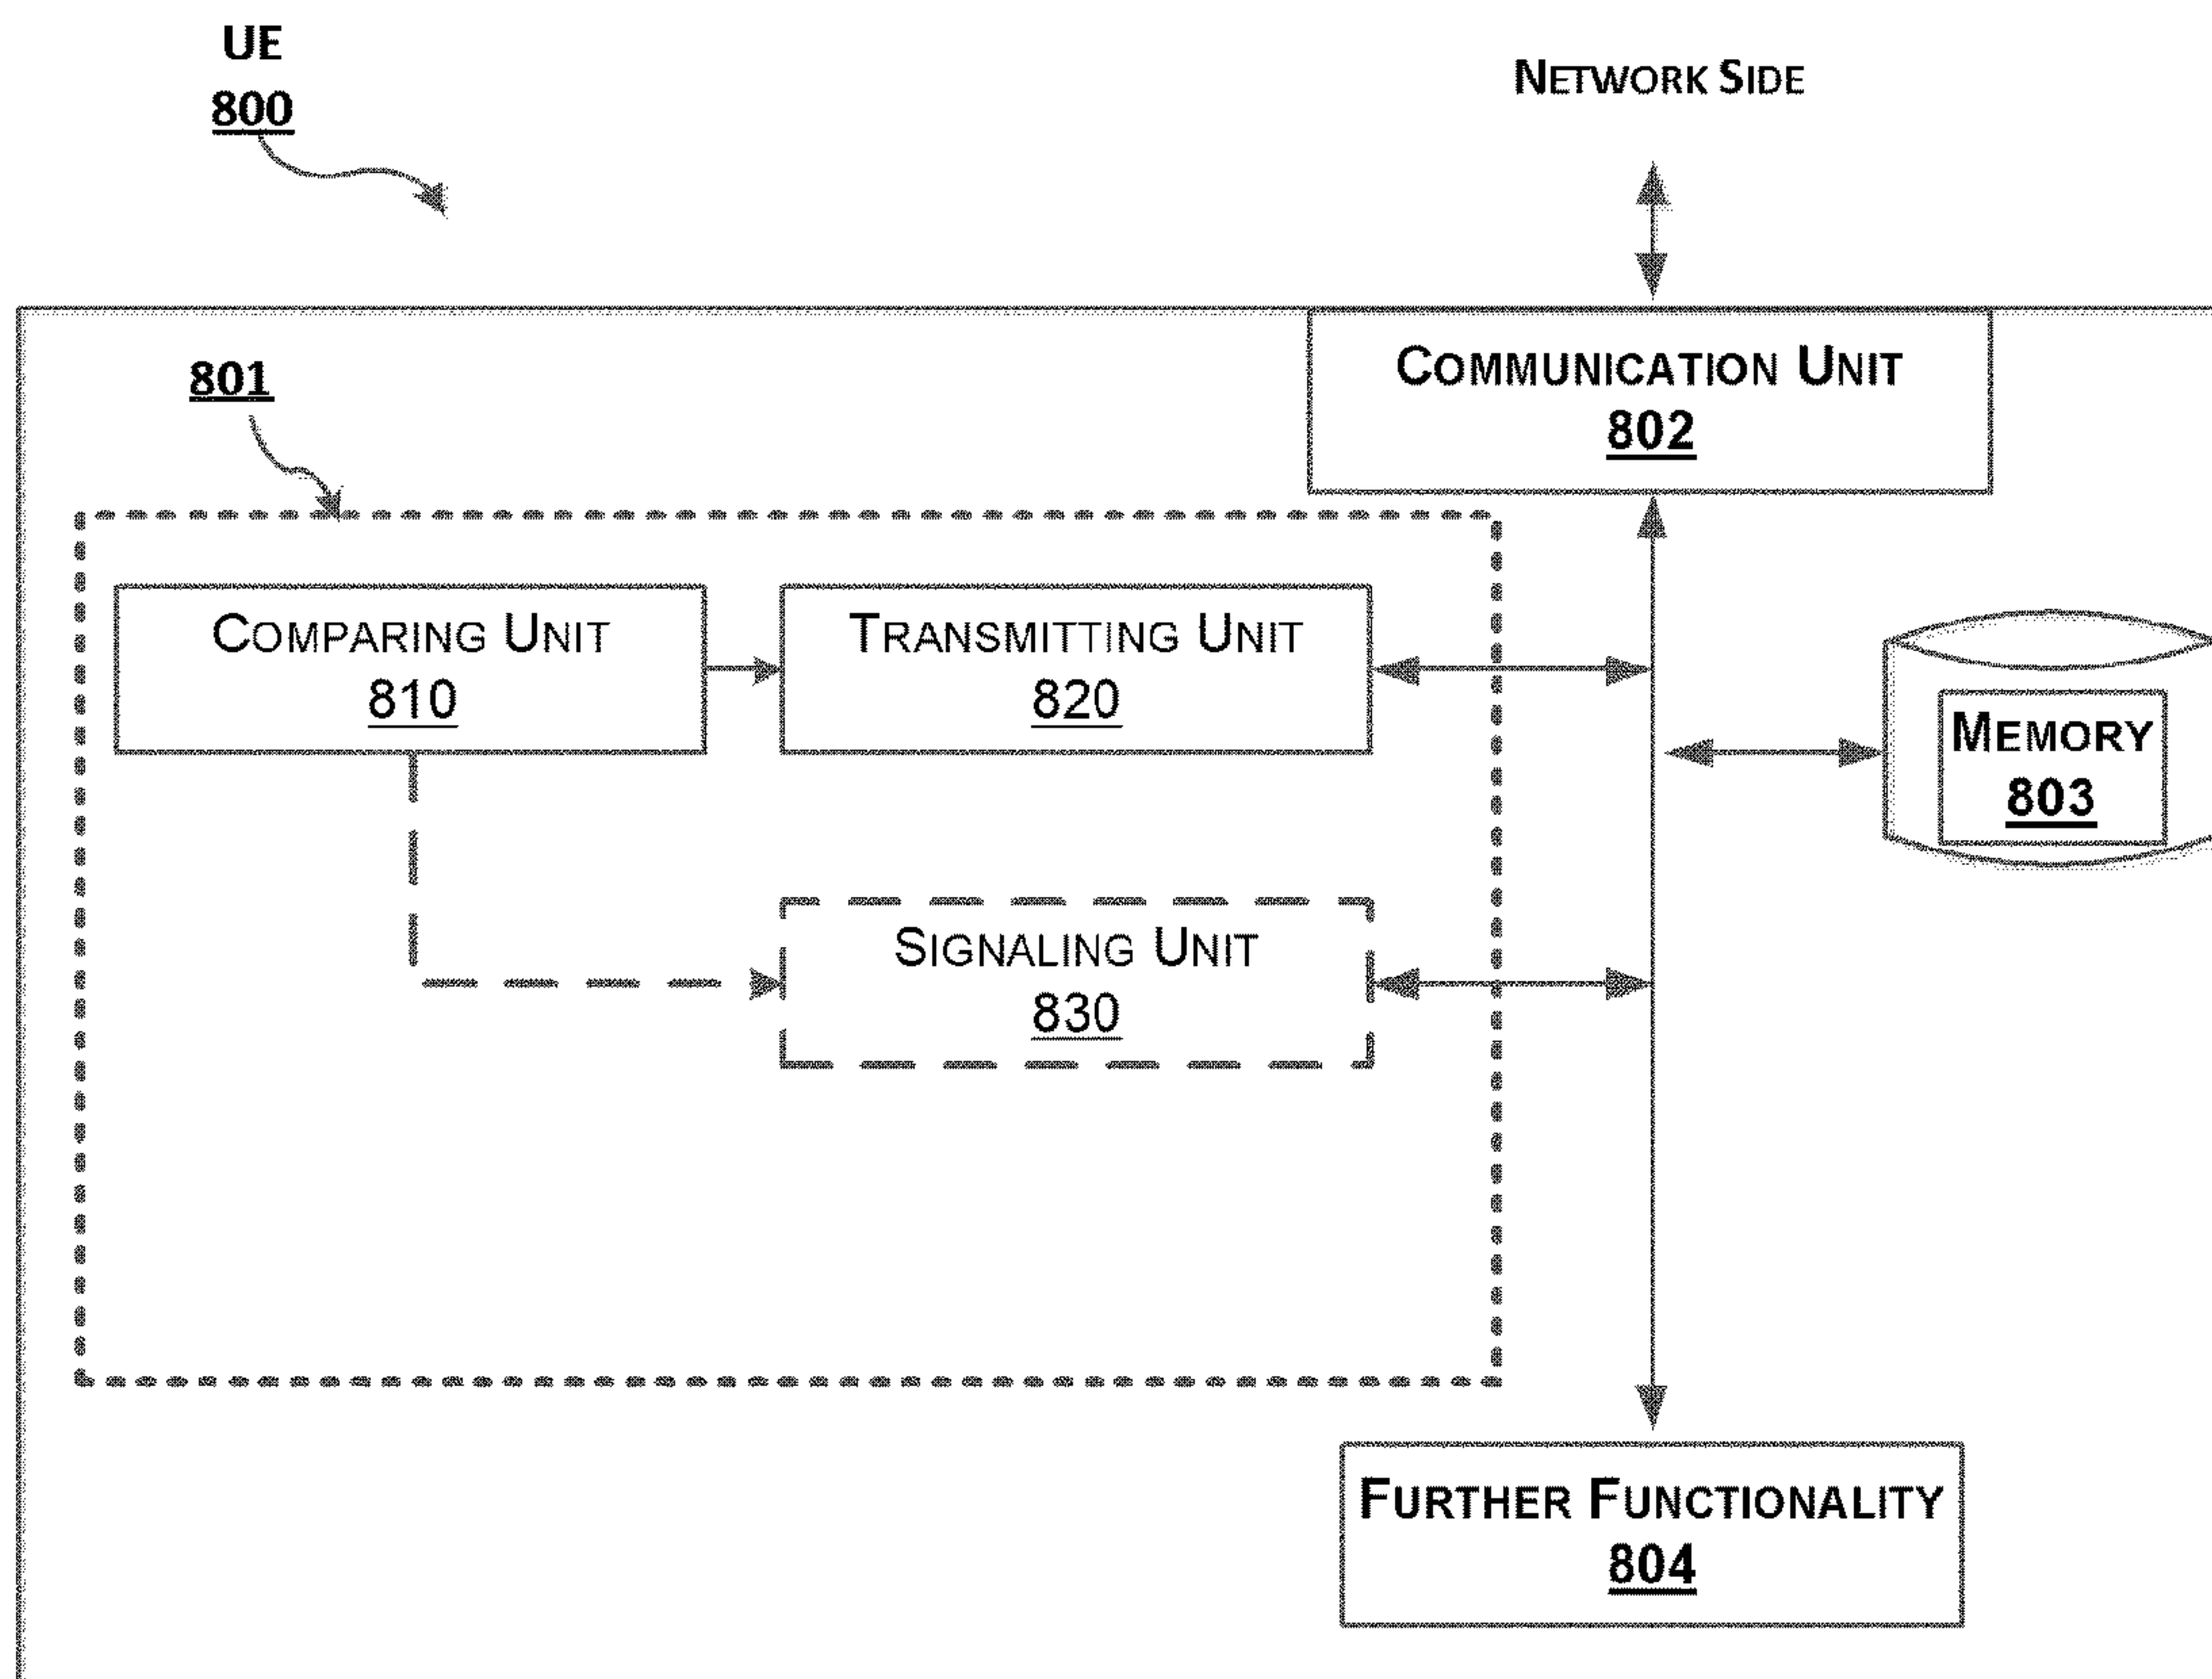 UE
800
NETWORK SIDE
COMMUNICATION UNIT
802
801
COMPARING UNIT
810
TRANSMITTING UNIT
820
MEMORY
803
SIGNALING UNIT
830
FURTHER FUNCTIONALITY
804